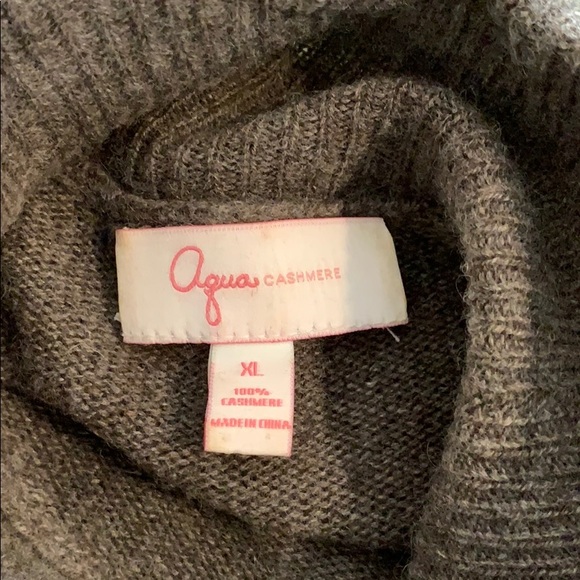 aqua CASHMERE
XL
100%
CASHMERE
MADE IN CHINA